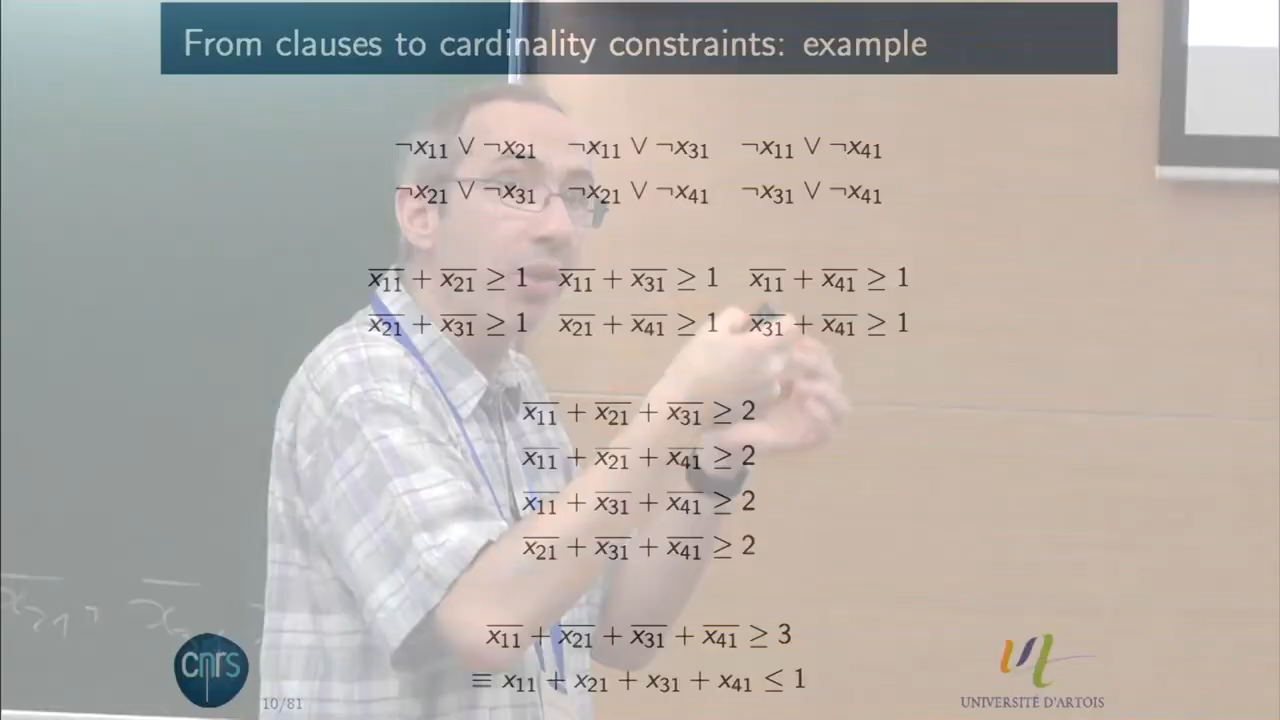 From clauses to cardinality constraints: example
¬x₁₁ ∨ ¬x₂₁ ¬x₁₁ ∨ ¬x₃₁ ¬x₁₁ ∨ ¬x₄₁
¬x₂₁ ∨ ¬x₃₁ ¬x₂₁ ∨ ¬x₄₁ ¬x₃₁ ∨ ¬x₄₁
x̅₁₁ + x̅₂₁ ≥ 1 x̅₁₁ + x̅₃₁ ≥ 1 x̅₁₁ + x̅₄₁ ≥ 1
x̅₂₁ + x̅₃₁ ≥ 1 x̅₂₁ + x̅₄₁ ≥ 1 x̅₃₁ + x̅₄₁ ≥ 1
x̅₁₁ + x̅₂₁ + x̅₃₁ ≥ 2
x̅₁₁ + x̅₂₁ + x̅₄₁ ≥ 2
x̅₁₁ + x̅₃₁ + x̅₄₁ ≥ 2
x̅₂₁ + x̅₃₁ + x̅₄₁ ≥ 2
x̅₁₁ + x̅₂₁ + x̅₃₁ + x̅₄₁ ≥ 3
≡ x₁₁ + x₂₁ + x₃₁ + x₄₁ ≤ 1
cnrs
10/81
UNIVERSITÉ D'ARTOIS